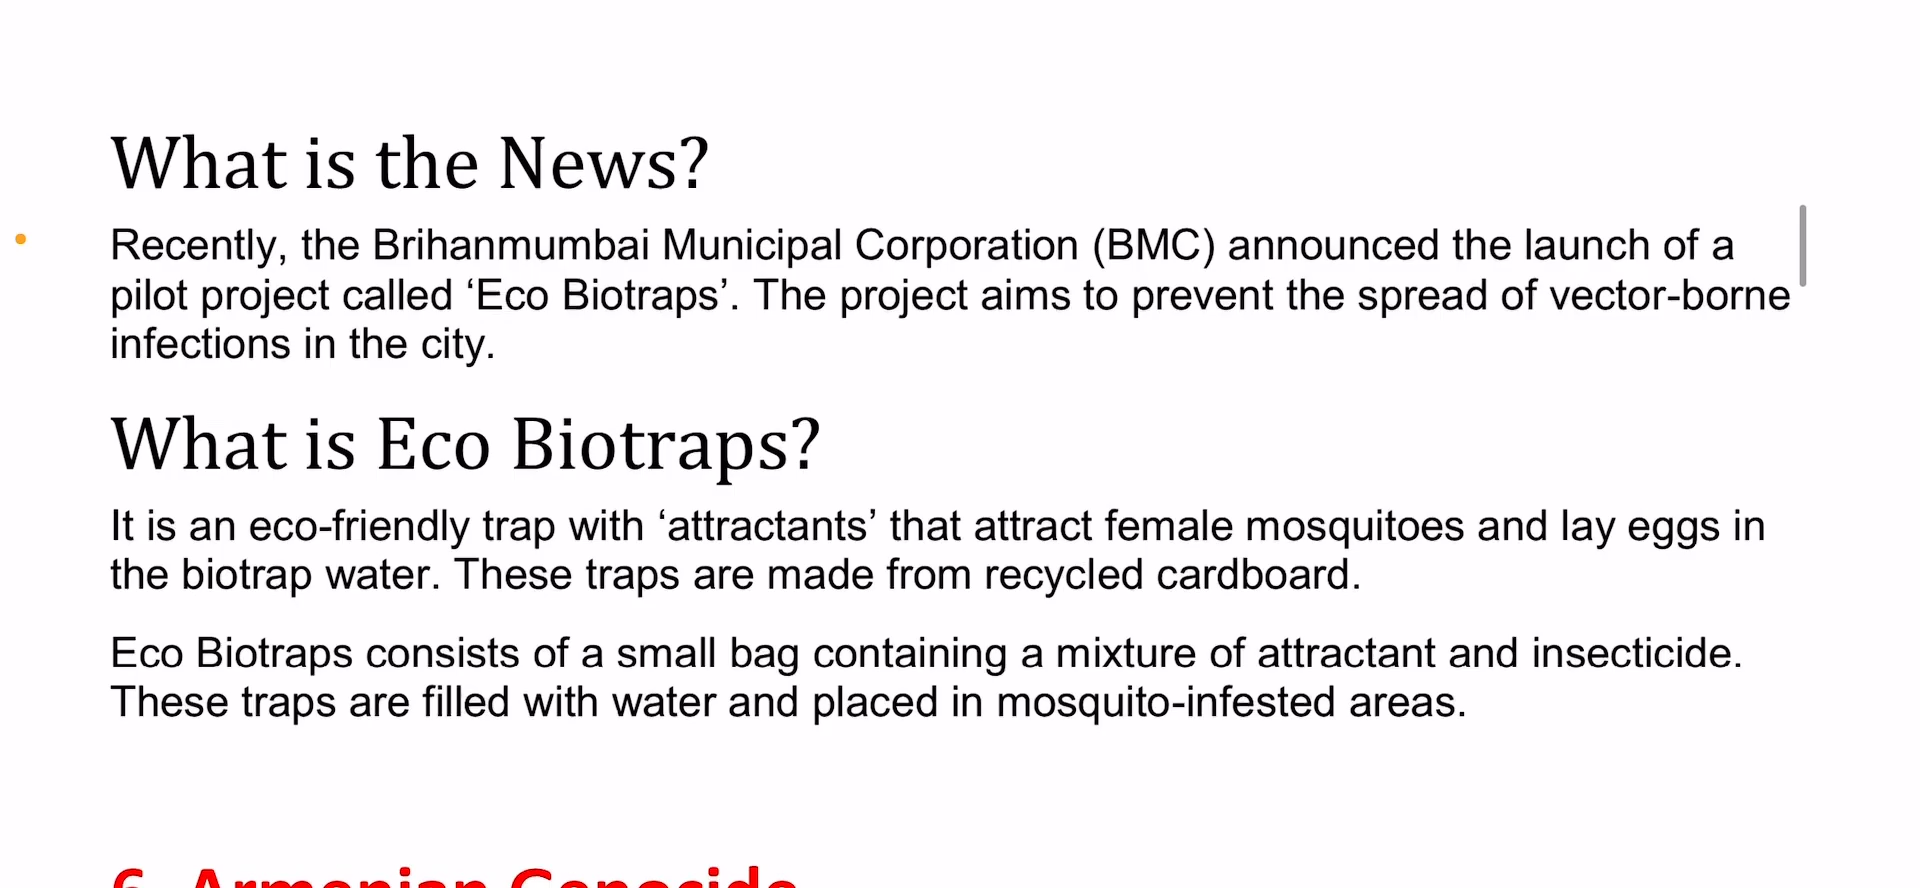 What is the News?
Recently, the Brihanmumbai Municipal Corporation (BMC) announced the launch of a
pilot project called ‘Eco Biotraps’. The project aims to prevent the spread of vector-borne
infections in the city.
What is Eco Biotraps?
It is an eco-friendly trap with ‘attractants’ that attract female mosquitoes and lay eggs in
the biotrap water. These traps are made from recycled cardboard.
Eco Biotraps consists of a small bag containing a mixture of attractant and insecticide.
These traps are filled with water and placed in mosquito-infested areas.
6. Armenian Genocide